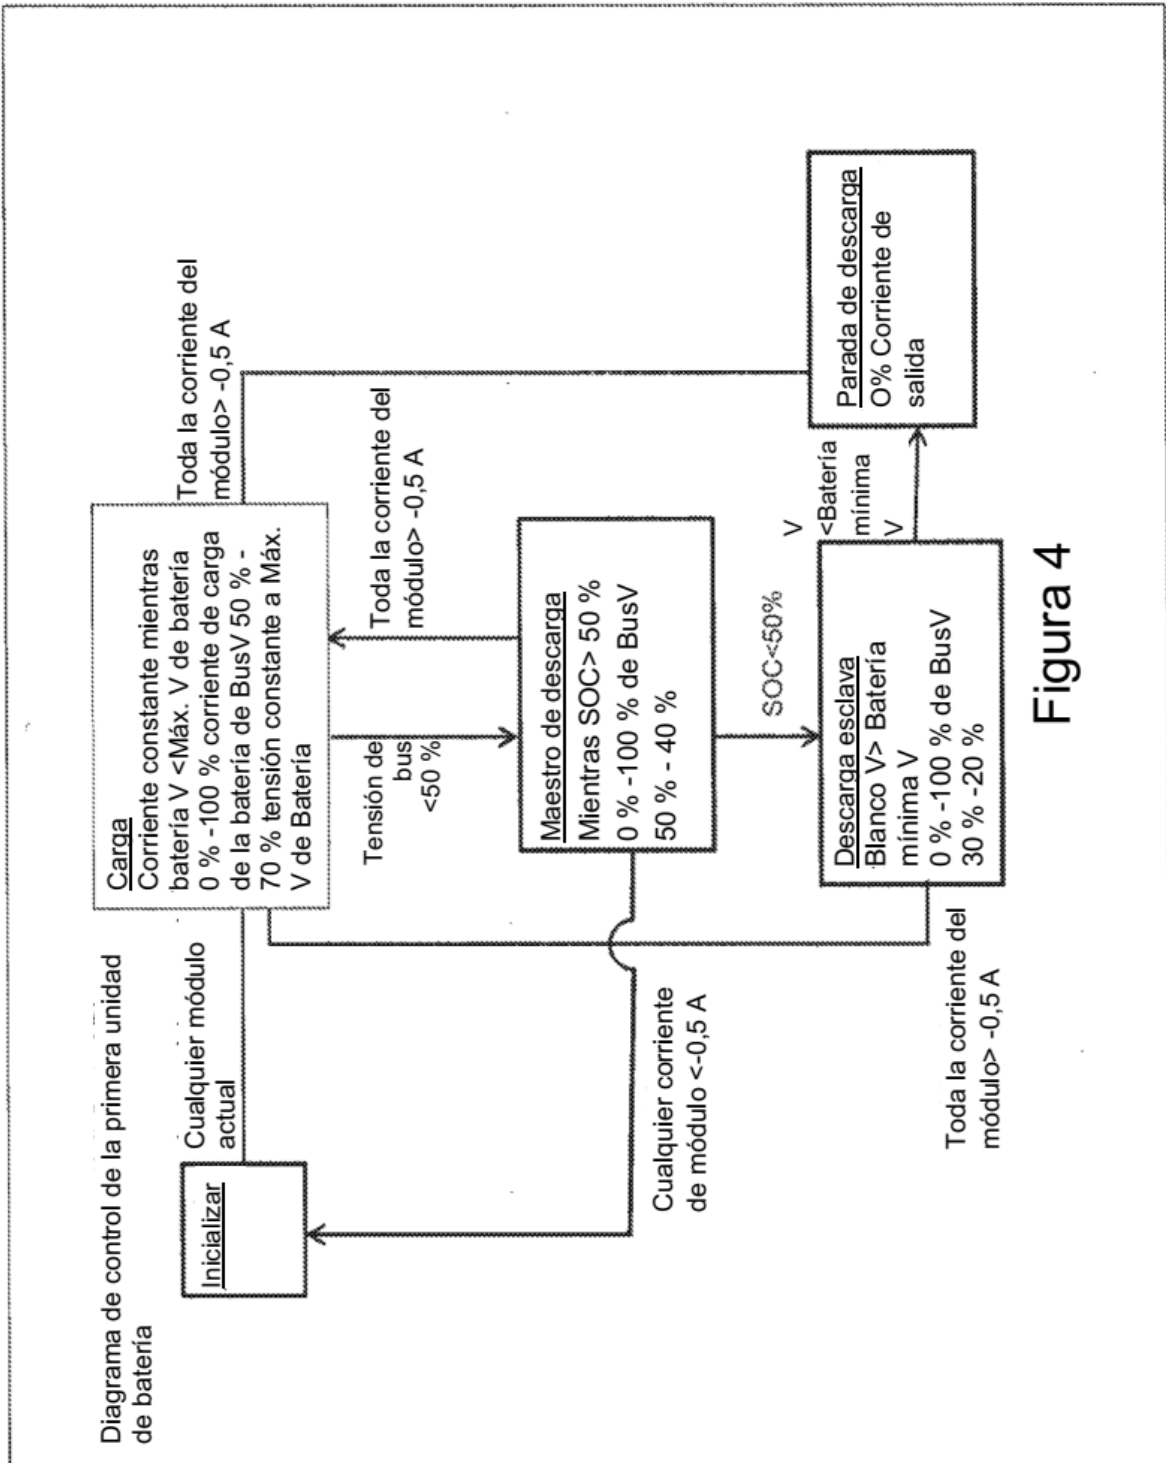 Diagrama de control de la primera unidad
de batería
Inicializar
Cualquier módulo
actual
Carga
Corriente constante mientras
batería V <Máx. V de batería
0 % -100 % corriente de carga
de la batería de BusV 50 % -
70 % tensión constante a Máx.
V de Batería
Toda la corriente del
módulo> -0,5 A
Tensión de
bus
<50 %
Toda la corriente del
módulo> -0,5 A
Cualquier corriente
de módulo <-0,5 A
Maestro de descarga
Mientras SOC> 50 %
0 % -100 % de BusV
50 % - 40 %
SOC<50%
Toda la corriente del
módulo> -0,5 A
Descarga esclava
Blanco V> Batería
mínima V
0 % -100 % de BusV
30 % -20 %
V
<Batería
mínima
V
Parada de descarga
O% Corriente de
salida
Figura 4